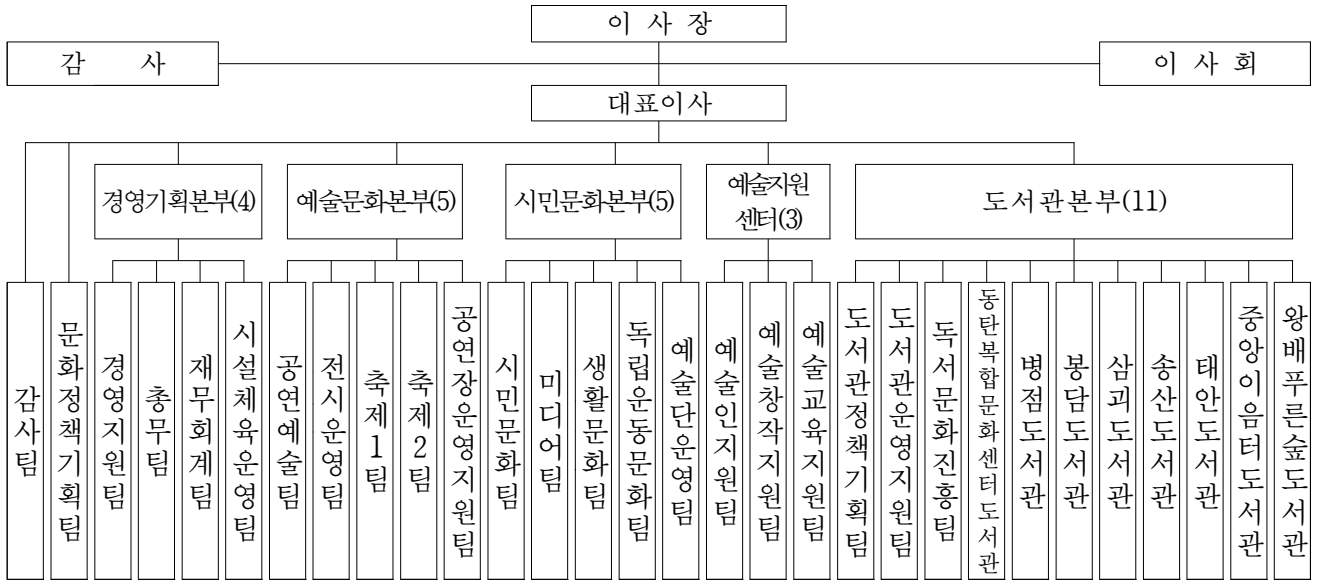 이 사 장
감 사
이 사 회
대표이사
경영기획본부(4)
예술문화본부(5)
시민문화본부(5)
예술지원
센터(3)
도서관본부(11)
감사팀
문화정책기획팀
경영지원팀
총무팀
재무회계팀
시설체육운영팀
공연예술팀
전시운영팀
축제1팀
축제2팀
공연장운영지원팀
시민문화팀
미디어팀
생활문화팀
독립운동문화팀
예술단운영팀
예술인지원팀
예술창작지원팀
예술교육지원팀
도서관정책기획팀
도서관운영지원팀
독서문화진흥팀
동탄복합문화센터도서관
병점도서관
봉담도서관
삼괴도서관
송산도서관
태안도서관
중앙이음터도서관
왕배푸른숲도서관